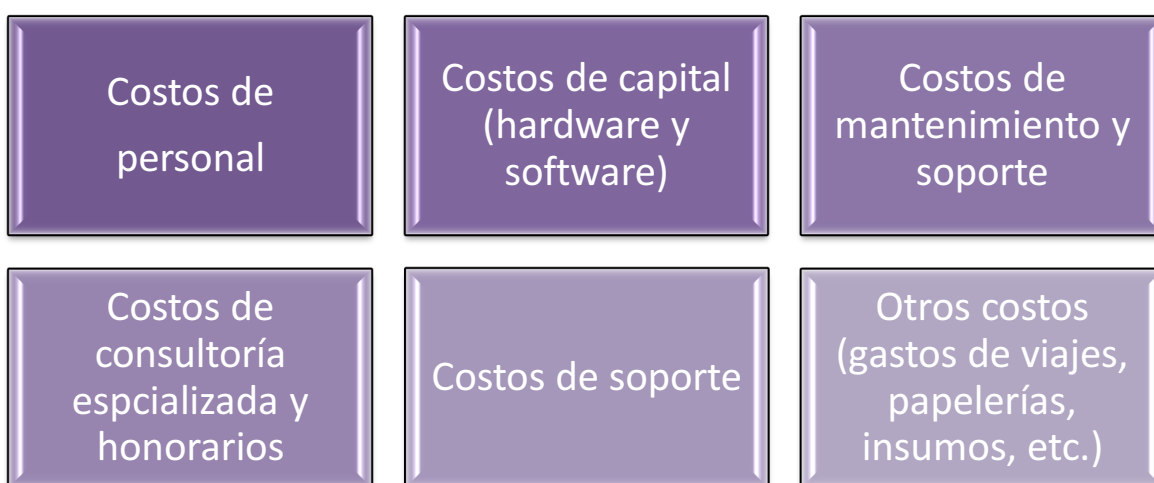 Costos de
personal
Costos de capital
(hardware y
software)
Costos de
mantenimiento y
soporte
Costos de
consultoría
espcializada y
honorarios
Costos de soporte
Otros costos
(gastos de viajes,
papelerías,
insumos, etc.)